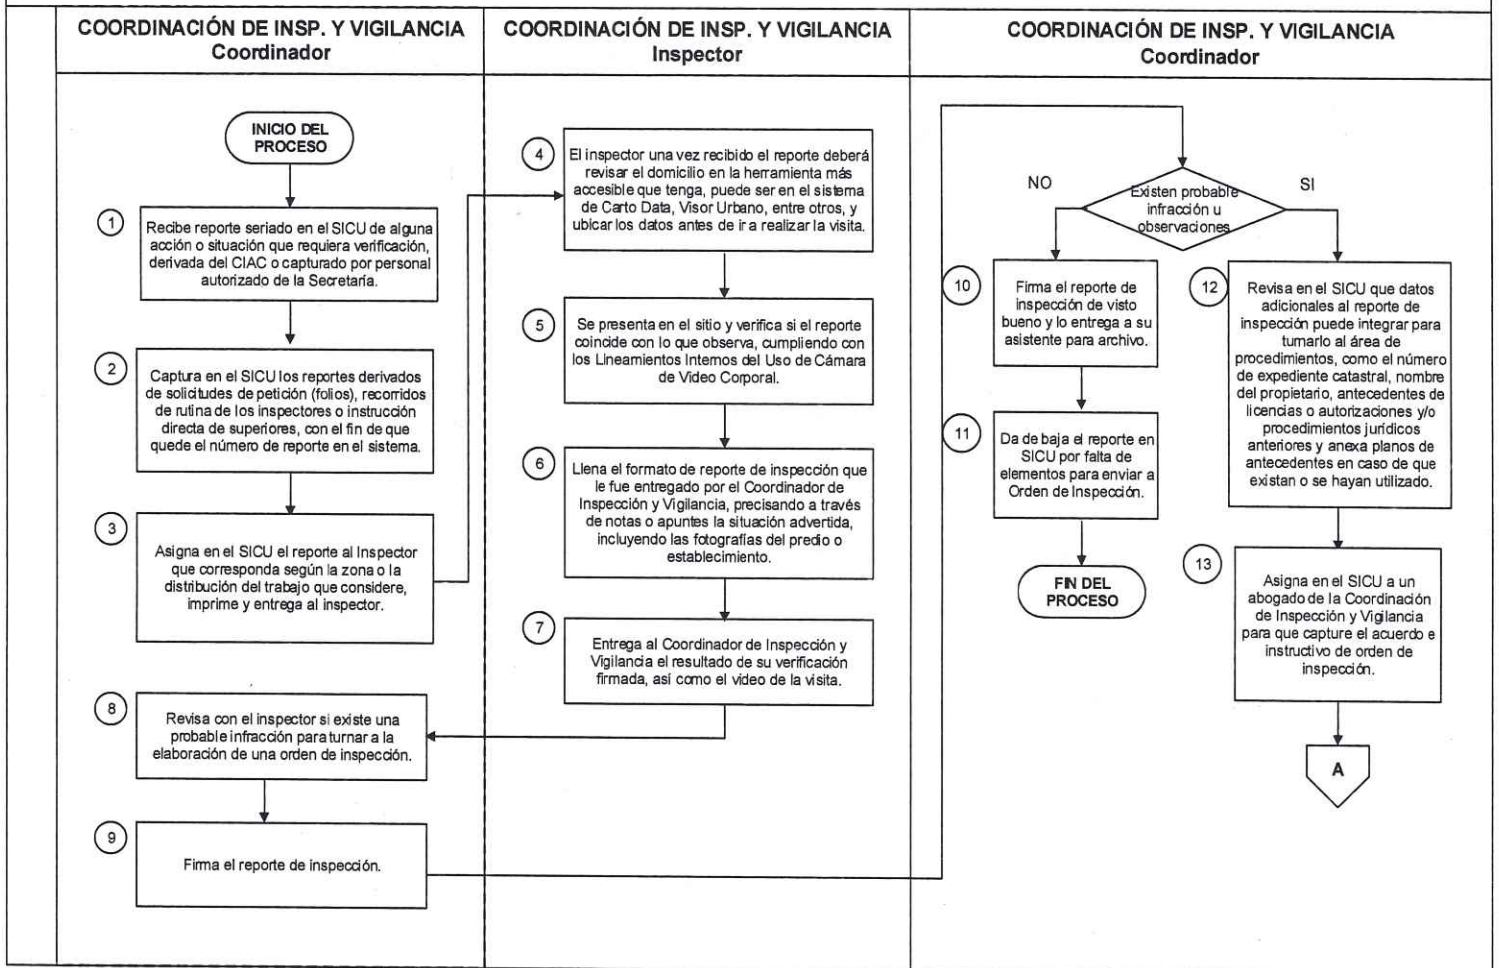 COORDINACIÓN DE INSP. Y VIGILANCIA
Coordinador
COORDINACIÓN DE INSP. Y VIGILANCIA
Inspector
COORDINACIÓN DE INSP. Y VIGILANCIA
Coordinador
INICIO DEL
PROCESO
1
Recibe reporte seriado en el SICU de alguna
acción o situación que requiera verificación,
derivada del CIAC o capturado por personal
autorizado de la Secretaría.
2
Captura en el SICU los reportes derivados
de solicitudes de petición (folios), recorridos
de rutina de los inspectores o instrucción
directa de superiores, con el fin de que
quede el número de reporte en el sistema.
3
Asigna en el SICU el reporte al Inspector
que corresponda según la zona o la
distribución del trabajo que considere,
imprime y entrega al inspector.
4
El inspector una vez recibido el reporte deberá
revisar el domicilio en la herramienta más
accesible que tenga, puede ser en el sistema
de Carto Data, Visor Urbano, entre otros, y
ubicar los datos antes de ir a realizar la visita.
5
Se presenta en el sitio y verifica si el reporte
coincide con lo que observa, cumpliendo con
los Lineamientos Internos del Uso de Cámara
de Video Corporal.
6
Llena el formato de reporte de inspección que
le fue entregado por el Coordinador de
Inspección y Vigilancia, precisando a través
de notas o apuntes la situación advertida,
incluyendo las fotografías del predio o
establecimiento.
7
Entrega al Coordinador de Inspección y
Vigilancia el resultado de su verificación
firmada, así como el video de la visita.
8
Revisa con el inspector si existe una
probable infracción para turnar a la
elaboración de una orden de inspección.
9
Firma el reporte de inspección.
Existen probable
infracción u
observaciones
NO
SI
10
Firma el reporte de
inspección de visto
bueno y lo entrega a su
asistente para archivo.
11
Da de baja el reporte en
SICU por falta de
elementos para enviar a
Orden de Inspección.
FIN DEL
PROCESO
12
Revisa en el SICU que datos
adicionales al reporte de
inspección puede integrar para
turnarlo al área de
procedimientos, como el número
de expediente catastral, nombre
del propietario, antecedentes de
licencias o autorizaciones y/o
procedimientos jurídicos
anteriores y anexa planos de
antecedentes en caso de que
existan o se hayan utilizado.
13
Asigna en el SICU a un
abogado de la Coordinación
de Inspección y Vigilancia
para que capture el acuerdo e
instructivo de orden de
inspección.
A